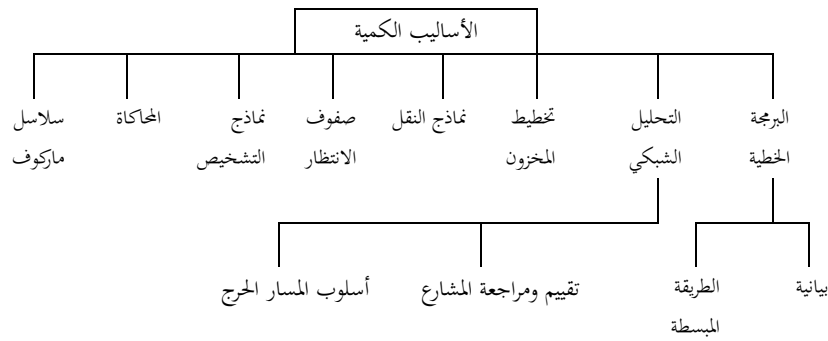 الأساليب الكمية
البرمجة الخطية
التحليل الشبكي
تخطيط المخزون
نماذج النقل
صفوف الانتظار
نماذج التشخيص
المحاكاة
سلاسل ماركوف
بيانية
الطريقة المبسطة
تقييم ومراجعة المشارع
أسلوب المسار الحرج